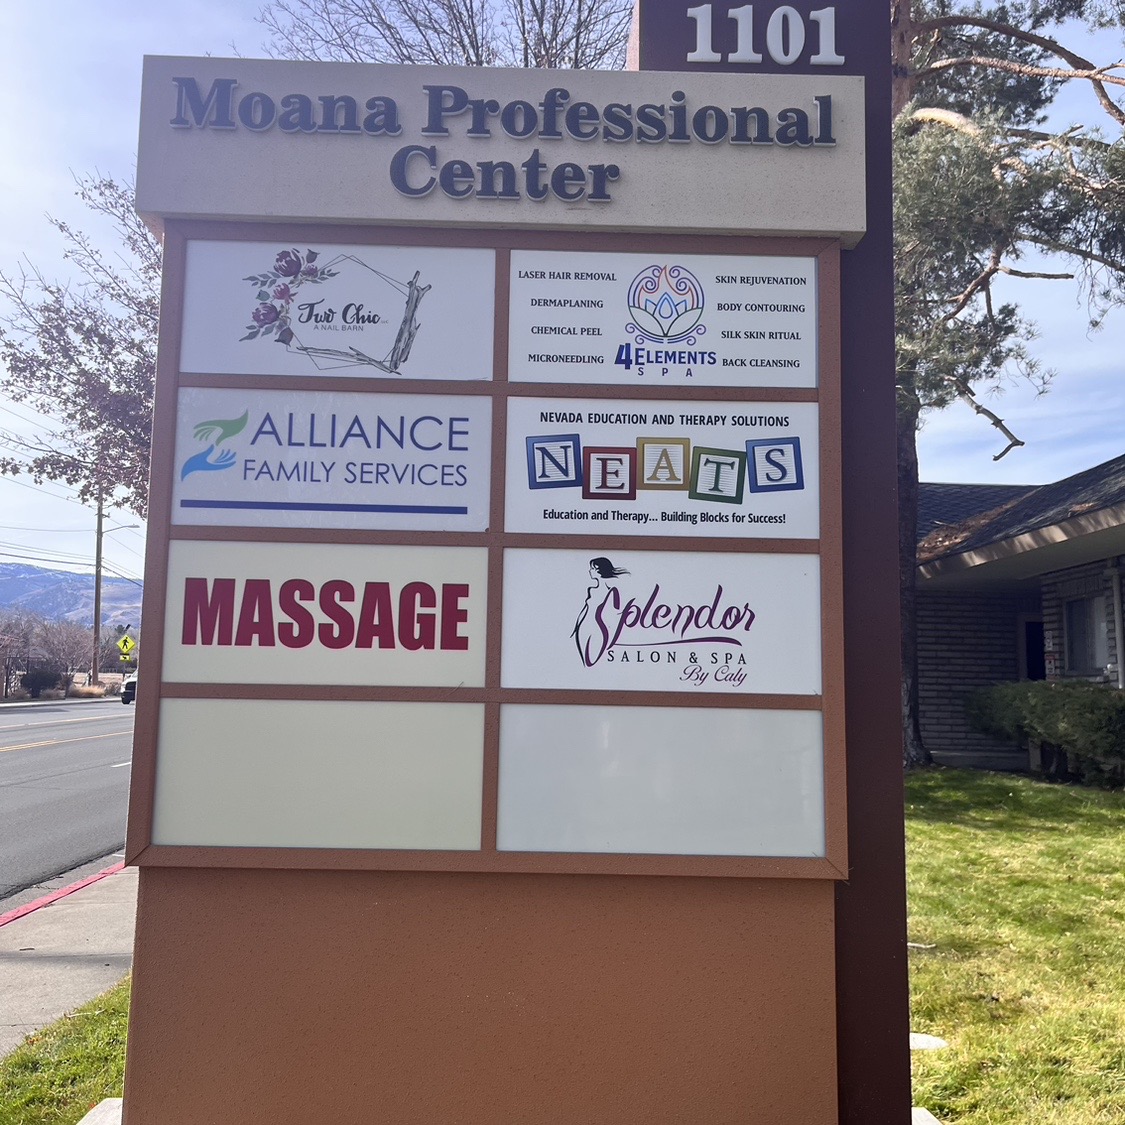 1101
Moana Professional
Center
Two Chic LLC
A NAIL BARN
LASER HAIR REMOVAL
DERMAPLANING
CHEMICAL PEEL
MICRONEEDLING
SKIN REJUVENATION
BODY CONTOURING
SILK SKIN RITUAL
BACK CLEANSING
4ELEMENTS
SPA
ALLIANCE
FAMILY SERVICES
NEVADA EDUCATION AND THERAPY SOLUTIONS
NEATS
Education and Therapy... Building Blocks for Success!
MASSAGE
Splendor
SALON & SPA
By Caly